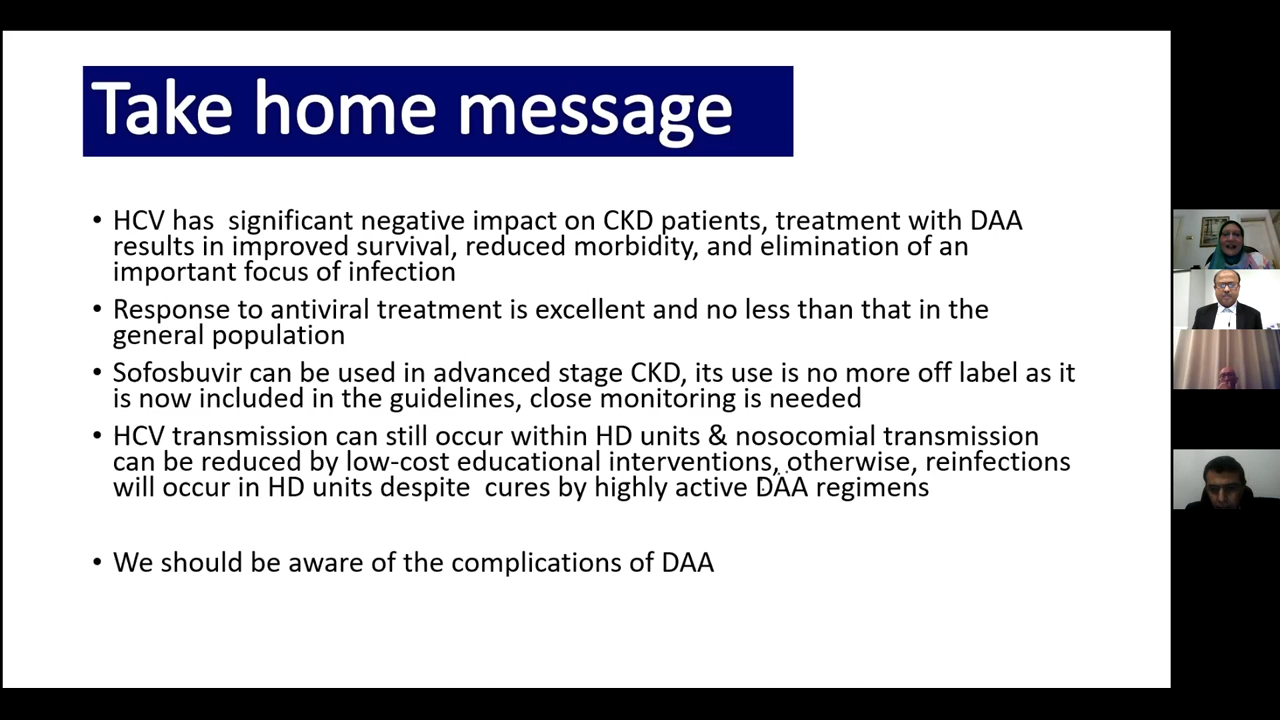 Take home message
• HCV has significant negative impact on CKD patients, treatment with DAA
results in improved survival, reduced morbidity, and elimination of an
important focus of infection
• Response to antiviral treatment is excellent and no less than that in the
general population
• Sofosbuvir can be used in advanced stage CKD, its use is no more off label as it
is now included in the guidelines, close monitoring is needed
• HCV transmission can still occur within HD units & nosocomial transmission
can be reduced by low-cost educational interventions, otherwise, reinfections
will occur in HD units despite cures by highly active DAA regimens
• We should be aware of the complications of DAA